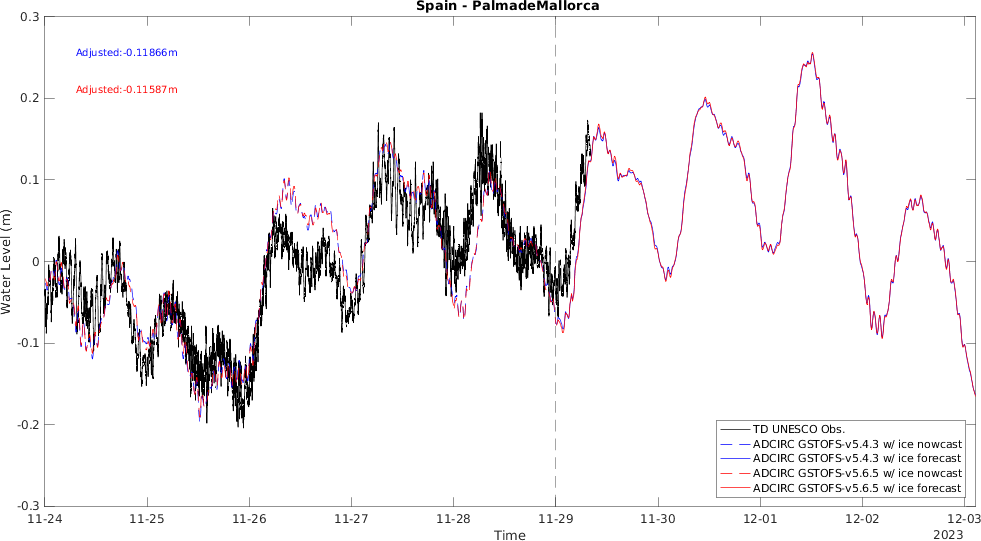 Spain - PalmadeMallorca
0.3
0.2
0.1
0
-0.1
-0.2
-0.3
Water Level (m)
Adjusted:-0.11866m
Adjusted:-0.11587m
TD UNESCO Obs.
ADCIRC GSTOFS-v5.4.3 w/ ice nowcast
ADCIRC GSTOFS-v5.4.3 w/ ice forecast
ADCIRC GSTOFS-v5.6.5 w/ ice nowcast
ADCIRC GSTOFS-v5.6.5 w/ ice forecast
11-24 11-25 11-26 11-27 11-28 11-29 11-30 12-01 12-02 12-03
2023
Time